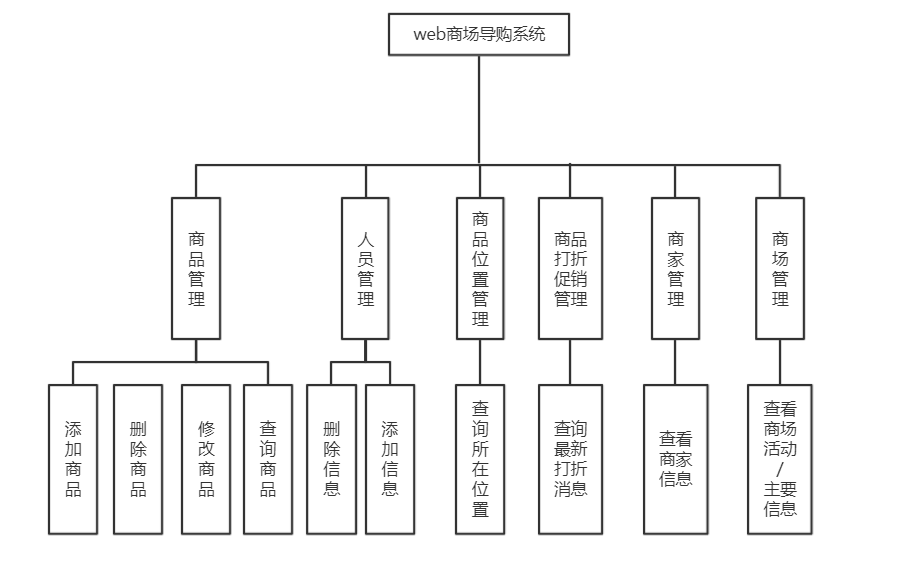 web商场导购系统
商品管理
人员管理
商品位置管理
商品
打折
促销
管理
商家管理
商场管理
添加商品
删除商品
修改商品
查询商品
删除信息
添加信息
查询所在位置
查询
最新
打折
消息
查看
商家
信息
查看
商场
活动
/
主要
信息